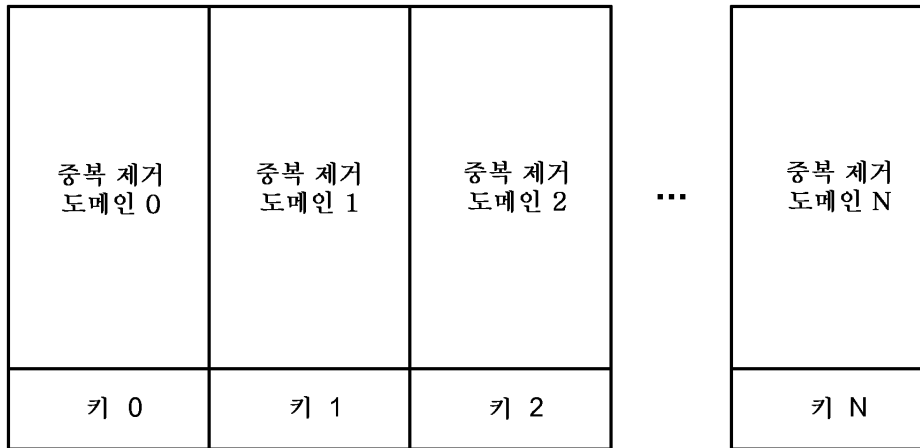 중복 제거
도메인 0
중복 제거
도메인 1
중복 제거
도메인 2
...
중복 제거
도메인 N
키 0
키 1
키 2
키 N